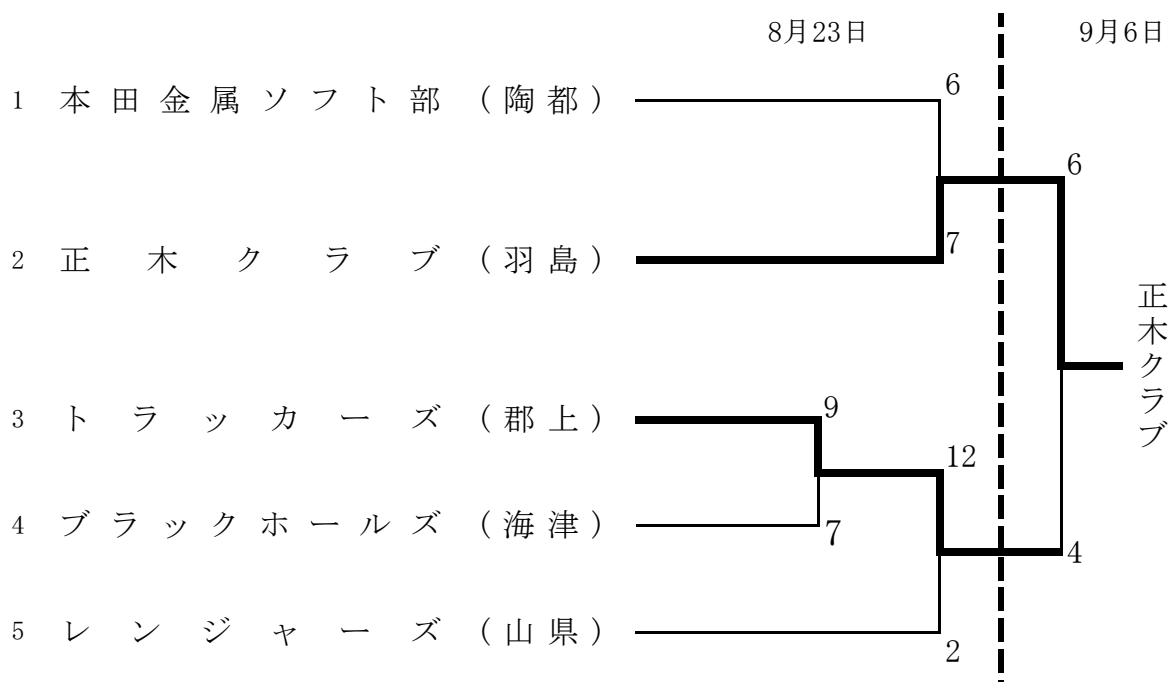 8月23日 9月6日
1 本田金属ソフト部 (陶都) 6
6
2 正木クラブ (羽島) 7
正木クラブ
3 トラッカーズ (郡上) 9
12
4 ブラックホールズ (海津) 7
4
5 レンジャーズ (山県) 2